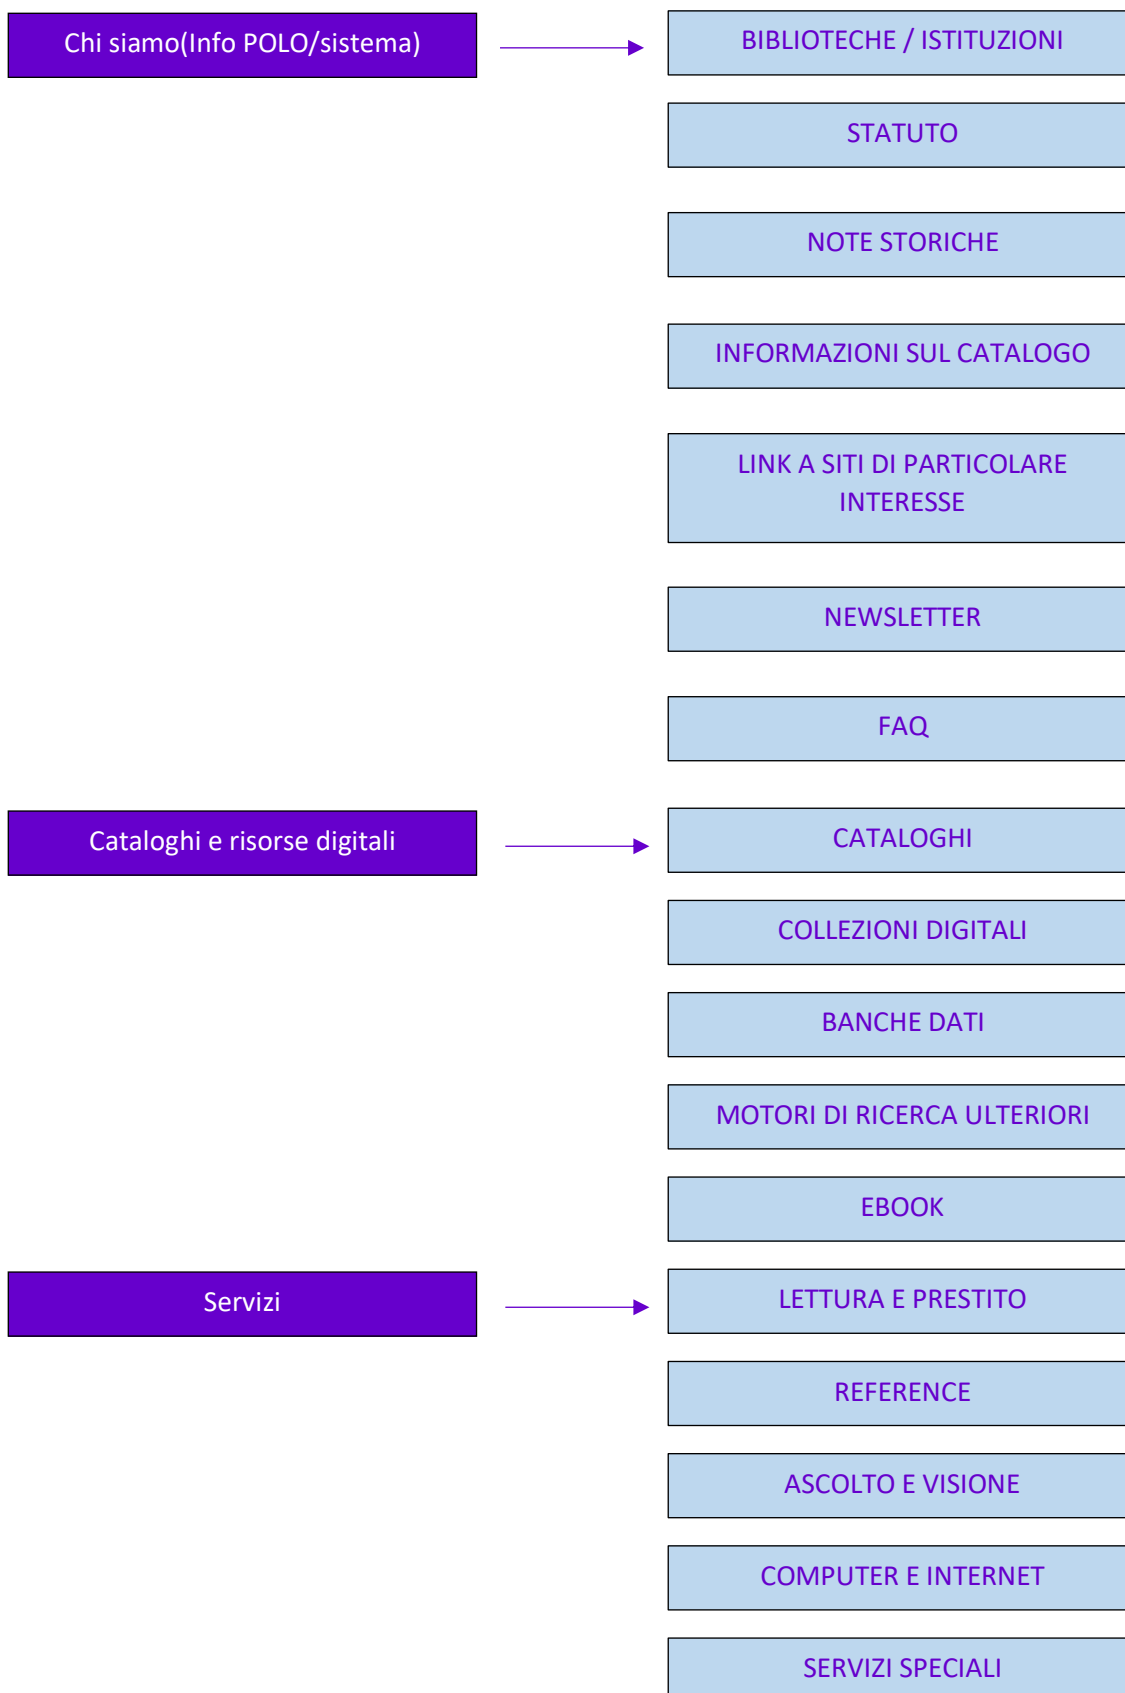 Chi siamo(Info POLO/sistema)
BIBLIOTECHE / ISTITUZIONI
STATUTO
NOTE STORICHE
INFORMAZIONI SUL CATALOGO
LINK A SITI DI PARTICOLARE
INTERESSE
NEWSLETTER
FAQ
Cataloghi e risorse digitali
CATALOGHI
COLLEZIONI DIGITALI
BANCHE DATI
MOTORI DI RICERCA ULTERIORI
EBOOK
Servizi
LETTURA E PRESTITO
REFERENCE
ASCOLTO E VISIONE
COMPUTER E INTERNET
SERVIZI SPECIALI